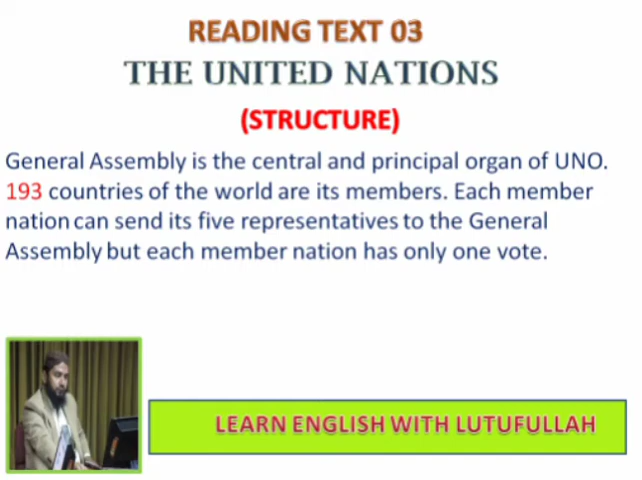 READING TEXT 03
THE UNITED NATIONS
(STRUCTURE)
General Assembly is the central and principal organ of UNO.
193 countries of the world are its members. Each member
nation can send its five representatives to the General
Assembly but each member nation has only one vote.
LEARN ENGLISH WITH LUTUFULLAH